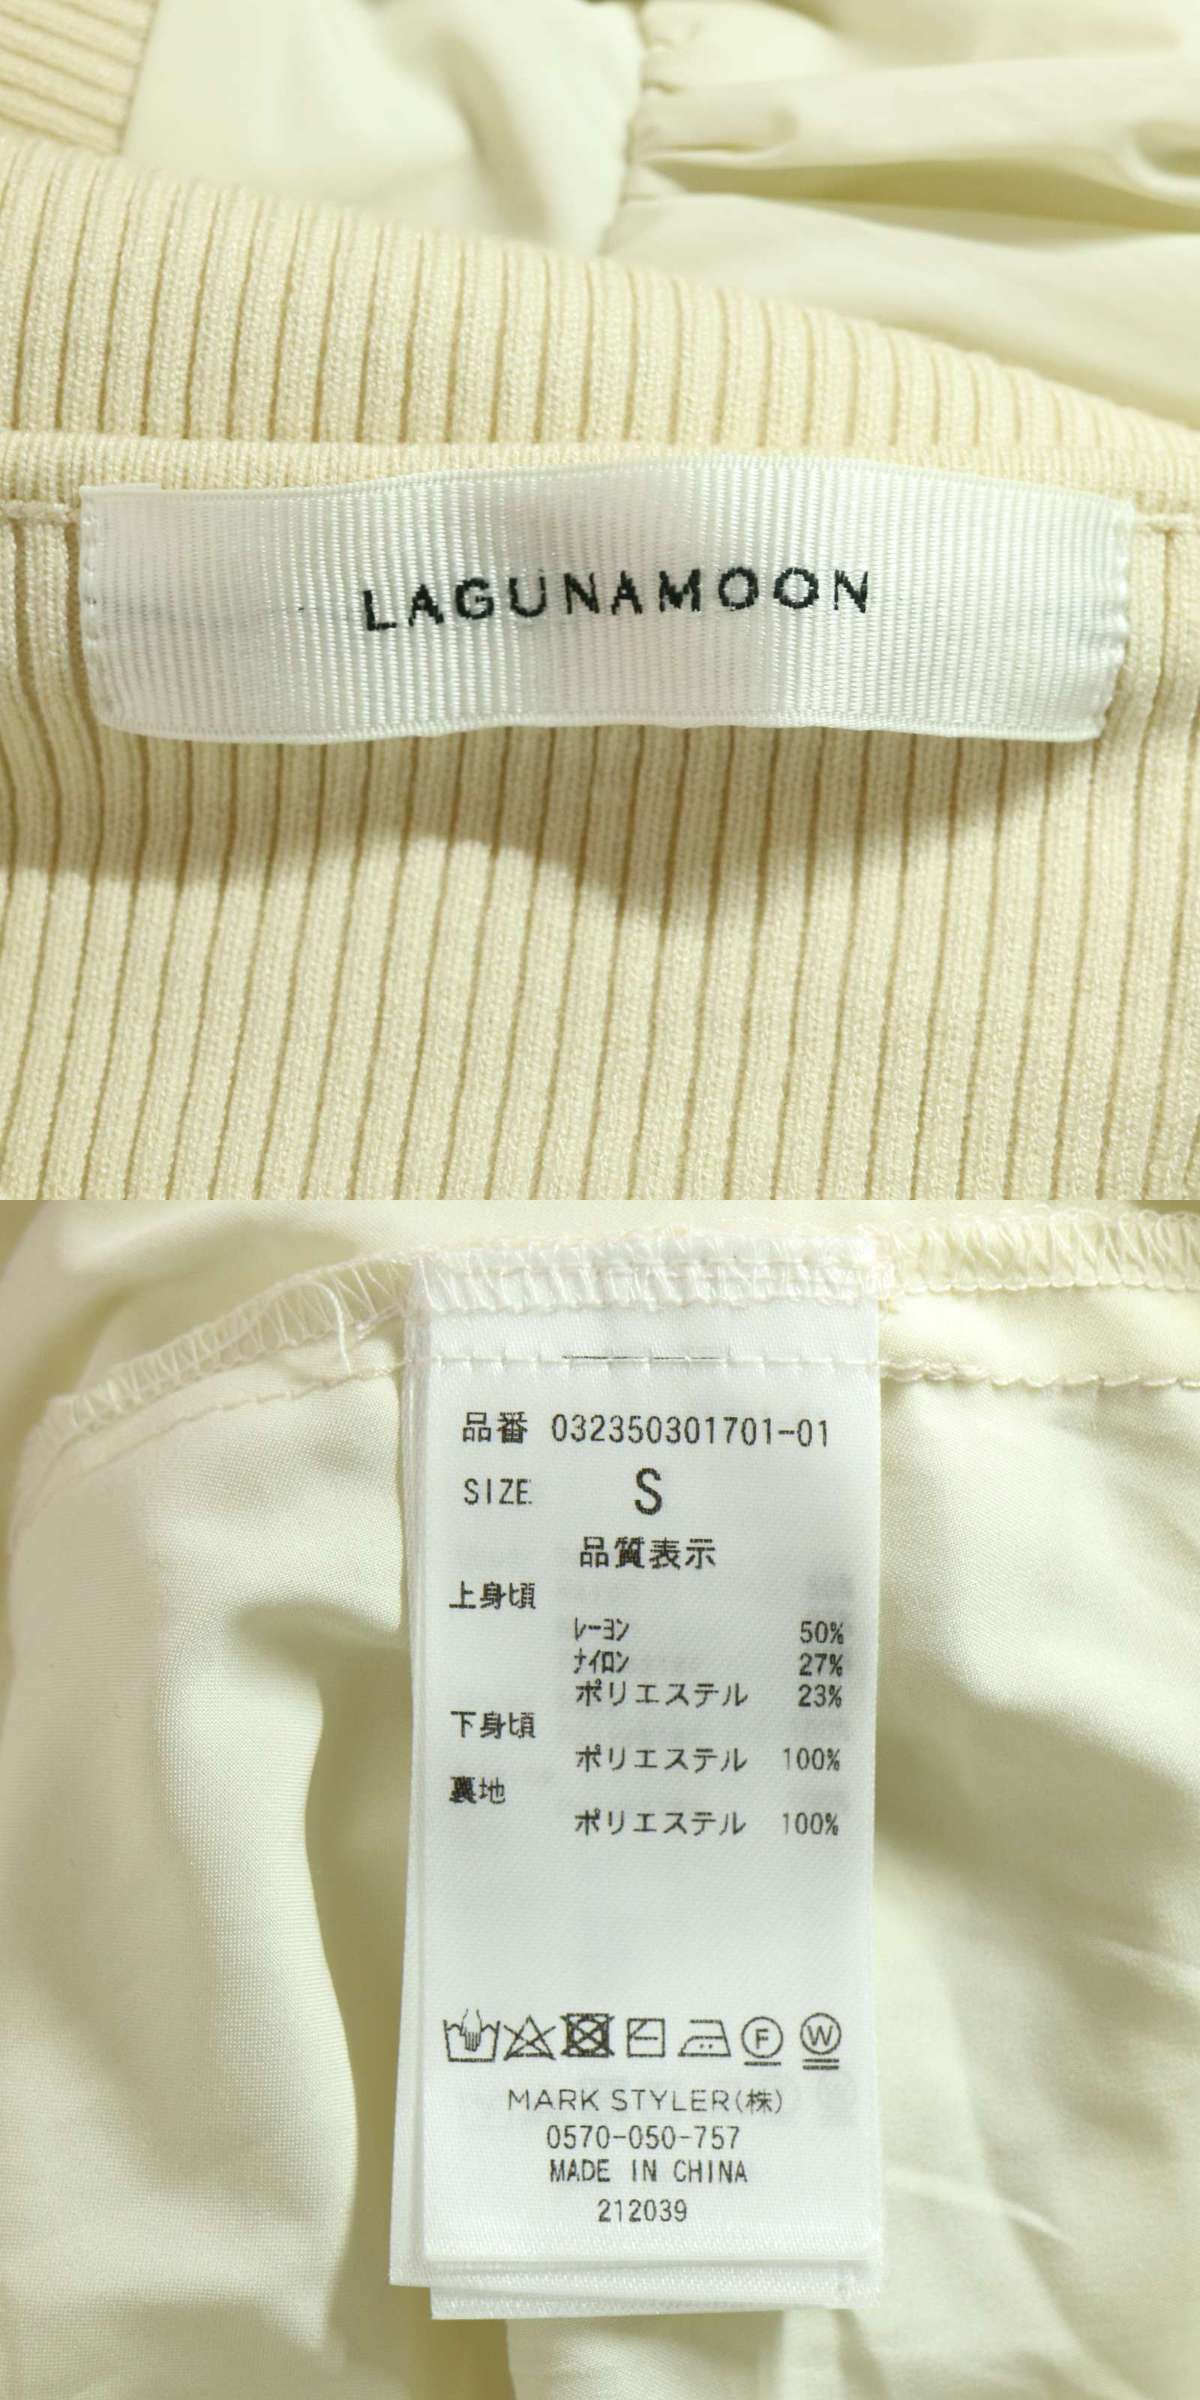 LAGUNAMOON
品番 032350301701-01
SIZE S
品質表示
上身頃
レーヨン 50%
ナイロン 27%
ポリエステル 23%
下身頃
ポリエステル 100%
裏地
ポリエステル 100%
F W
MARK STYLER(株)
0570-050-757
MADE IN CHINA
212039